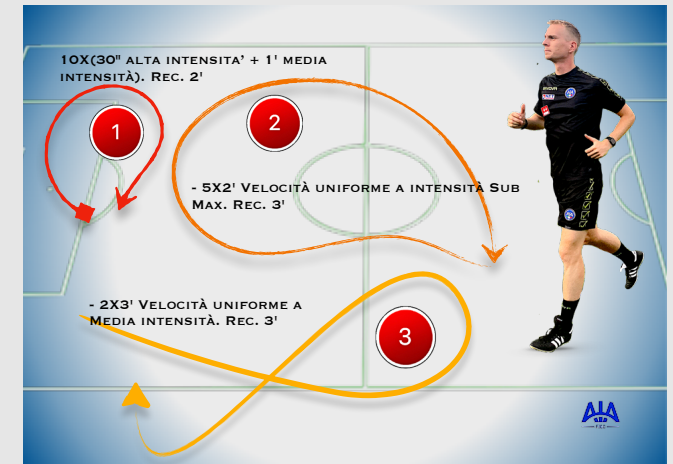 10X(30" ALTA INTENSITA' + 1' MEDIA
INTENSITÀ). REC. 2'
1
2
- 5X2' VELOCITÀ UNIFORME A INTENSITÀ SUB
MAX. REC. 3'
- 2X3' VELOCITÀ UNIFORME A
MEDIA INTENSITÀ. REC. 3'
3
AIA